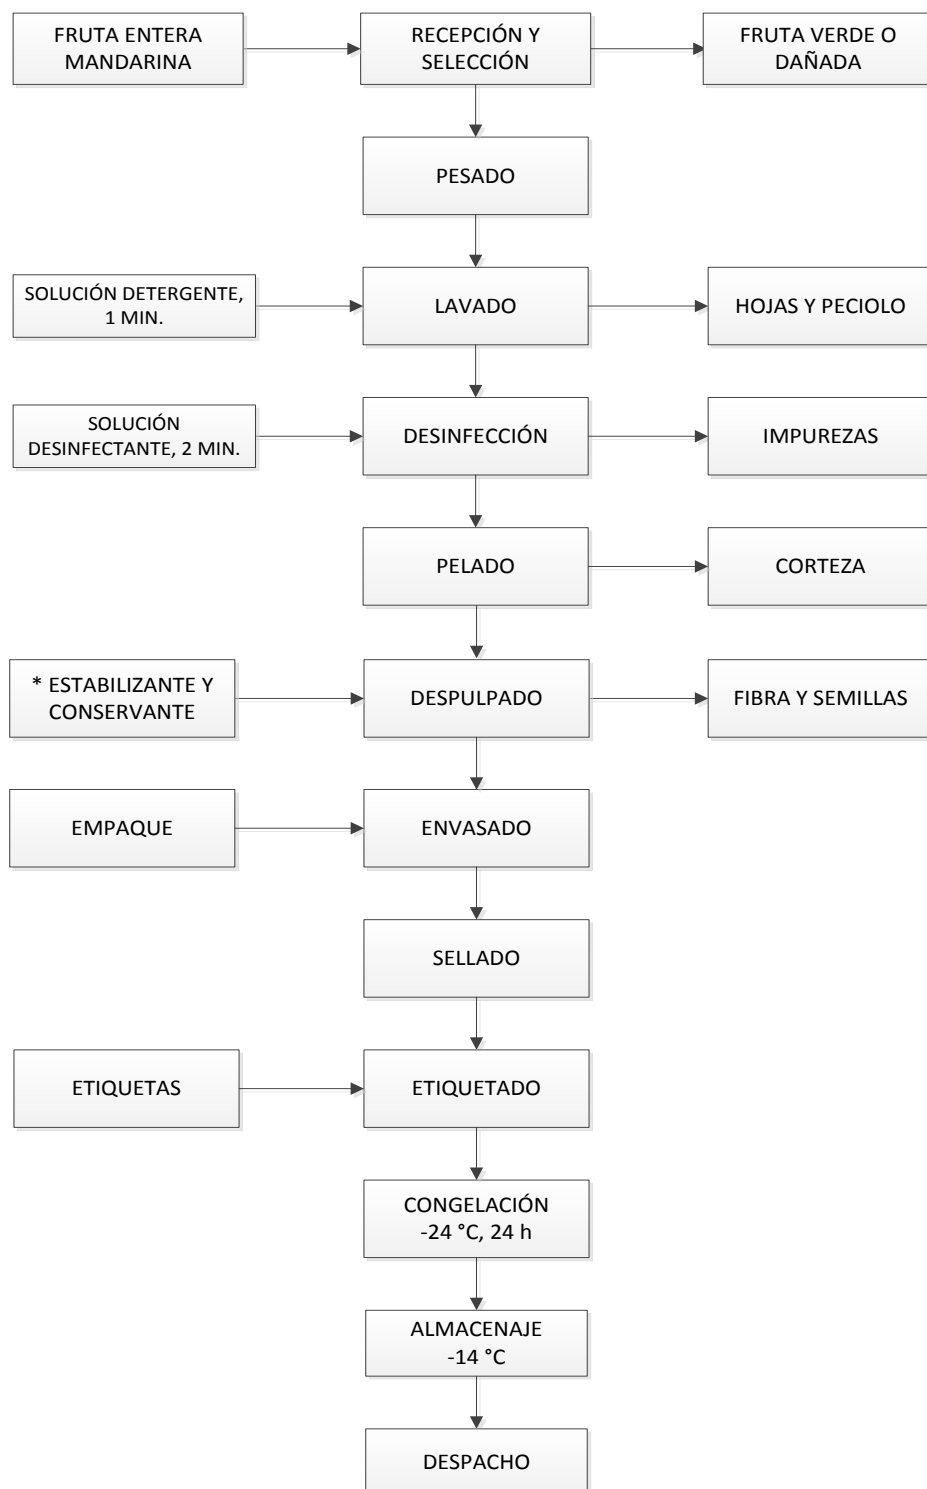 FRUTA ENTERA
MANDARINA
RECEPCIÓN Y
SELECCIÓN
FRUTA VERDE O
DAÑADA
PESADO
SOLUCIÓN DETERGENTE,
1 MIN.
LAVADO
HOJAS Y PECIOLO
SOLUCIÓN
DESINFECTANTE, 2 MIN.
DESINFECCIÓN
IMPUREZAS
PELADO
CORTEZA
* ESTABILIZANTE Y
CONSERVANTE
DESPULPADO
FIBRA Y SEMILLAS
EMPAQUE
ENVASADO
SELLADO
ETIQUETAS
ETIQUETADO
CONGELACIÓN
-24 °C, 24 h
ALMACENAJE
-14 °C
DESPACHO